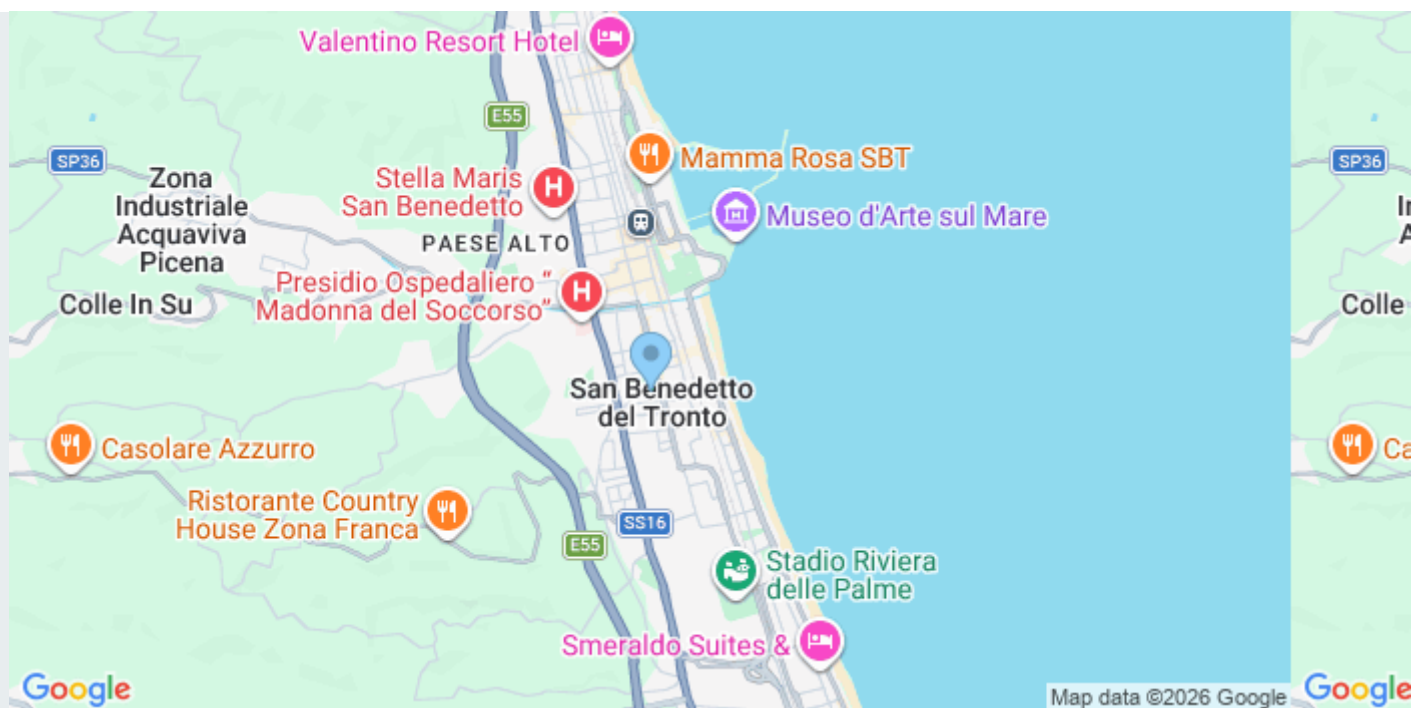 Valentino Resort Hotel
E55
Mamma Rosa SBT
SP36
SP36
Zona
Industriale
Acquaviva
Picena
Stella Maris
San Benedetto
H
Museo d'Arte sul Mare
PAESE ALTO
Presidio Ospedaliero “
Madonna del Soccorso”
H
Colle In Su
Colle
San Benedetto
del Tronto
Casolare Azzurro
Ca
Ristorante Country
House Zona Franca
SS16
E55
Stadio Riviera
delle Palme
Smeraldo Suites &
Google
Map data ©2026 Google
Google